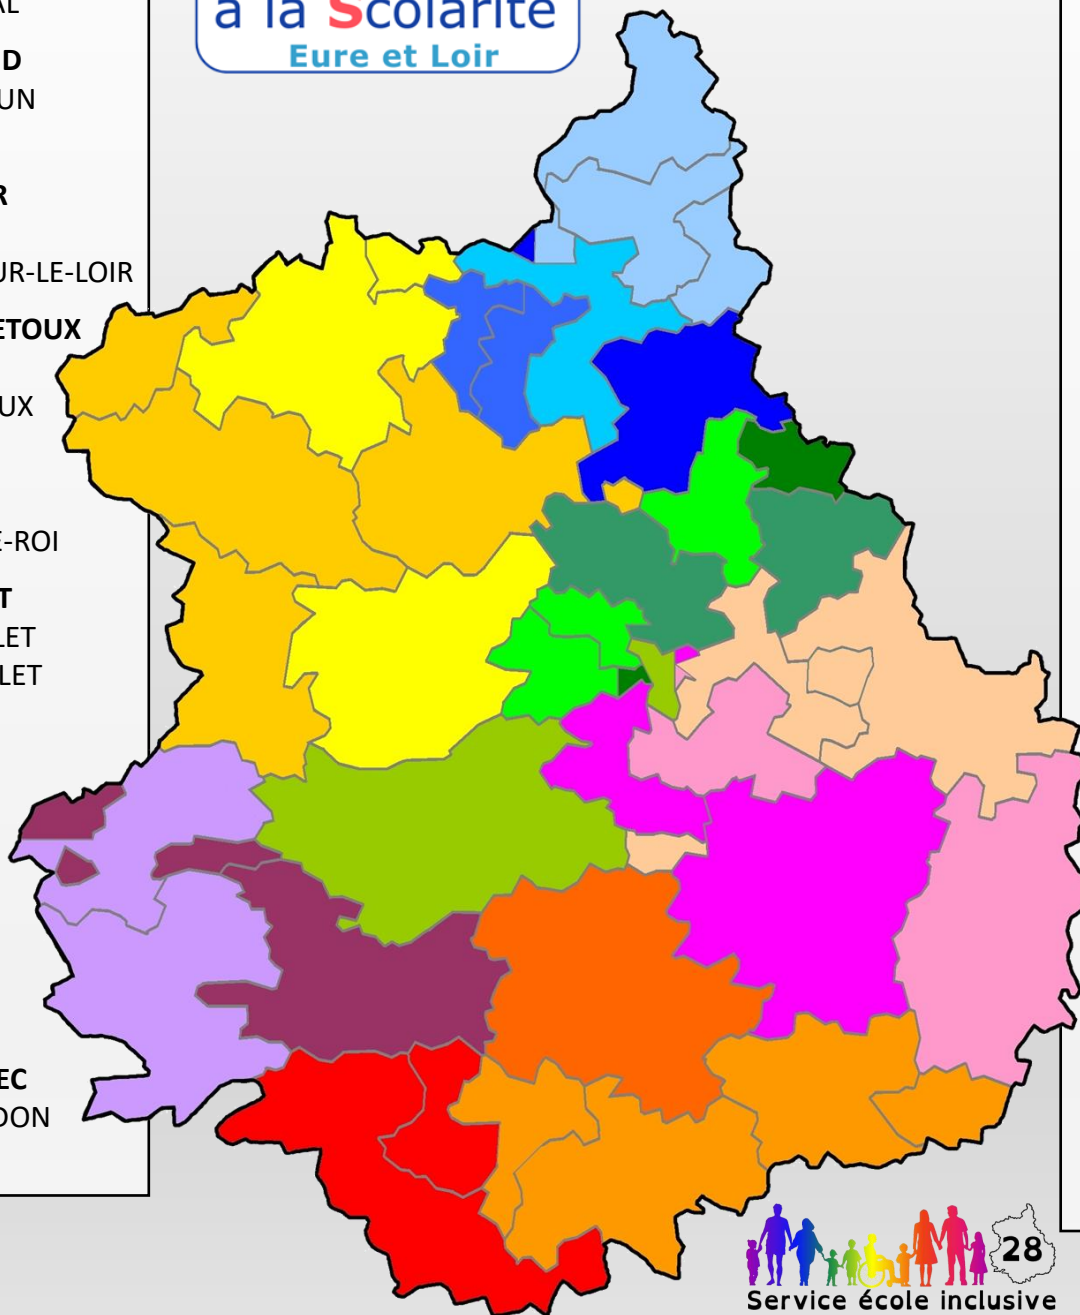 AL
à la Scolarité
Eure et Loir
D
UN
R
UR-LE-LOIR
ETOUX
UX
E-ROI
T
LET
LET
EC
DON
28
Service école inclusive